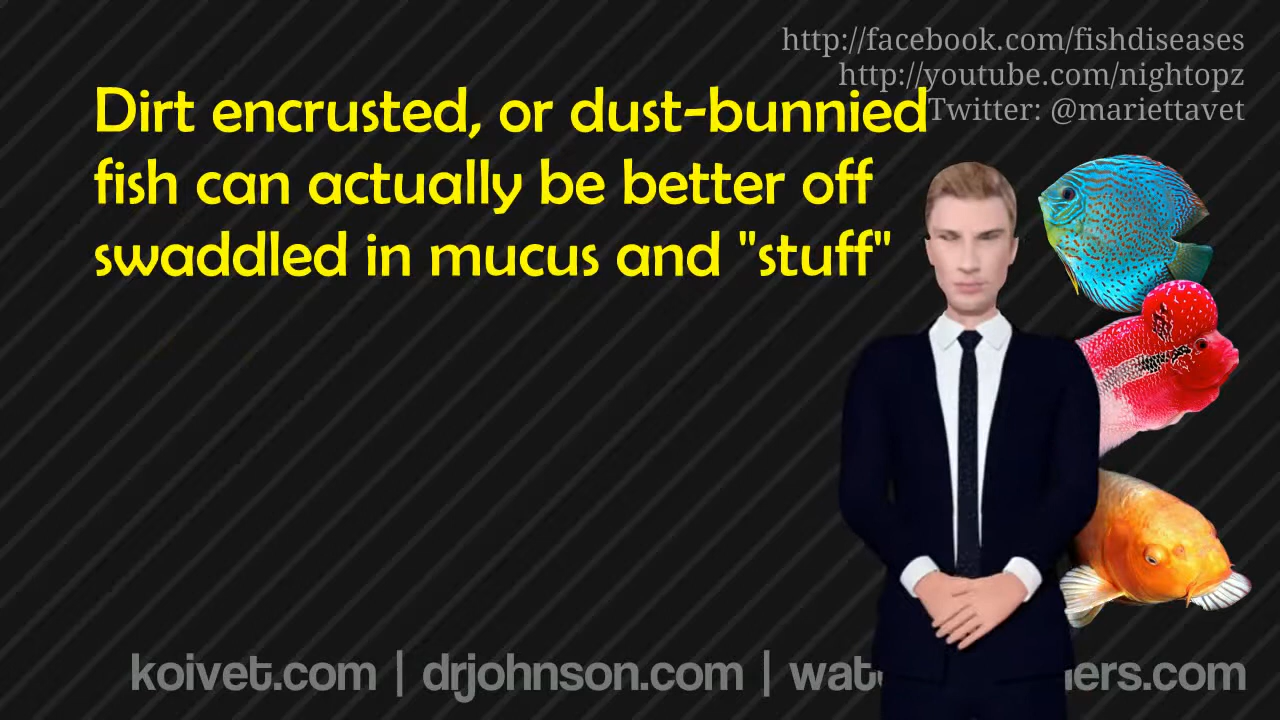 http://facebook.com/fishdiseases
http://youtube.com/nightopz
Twitter: @mariettavet
Dirt encrusted, or dust-bunnied
fish can actually be better off
swaddled in mucus and "stuff"
koivet.com | drjohnson.com |